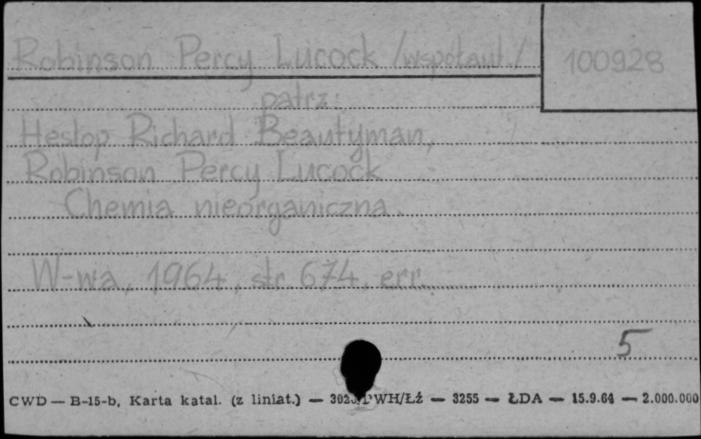 Robinson Percy Lucock /współaut./
100928
patrz:
Heslop Richard Beautyman,
Robinson Percy Lucock
Chemia nieorganiczna.
W-wa, 1964, str. 674, err.
5
CWD — B-15-b, Karta katal. (z liniat.) — PWH/Łź — 3255 — ŁDA — 15.9.64 — 2.000.000